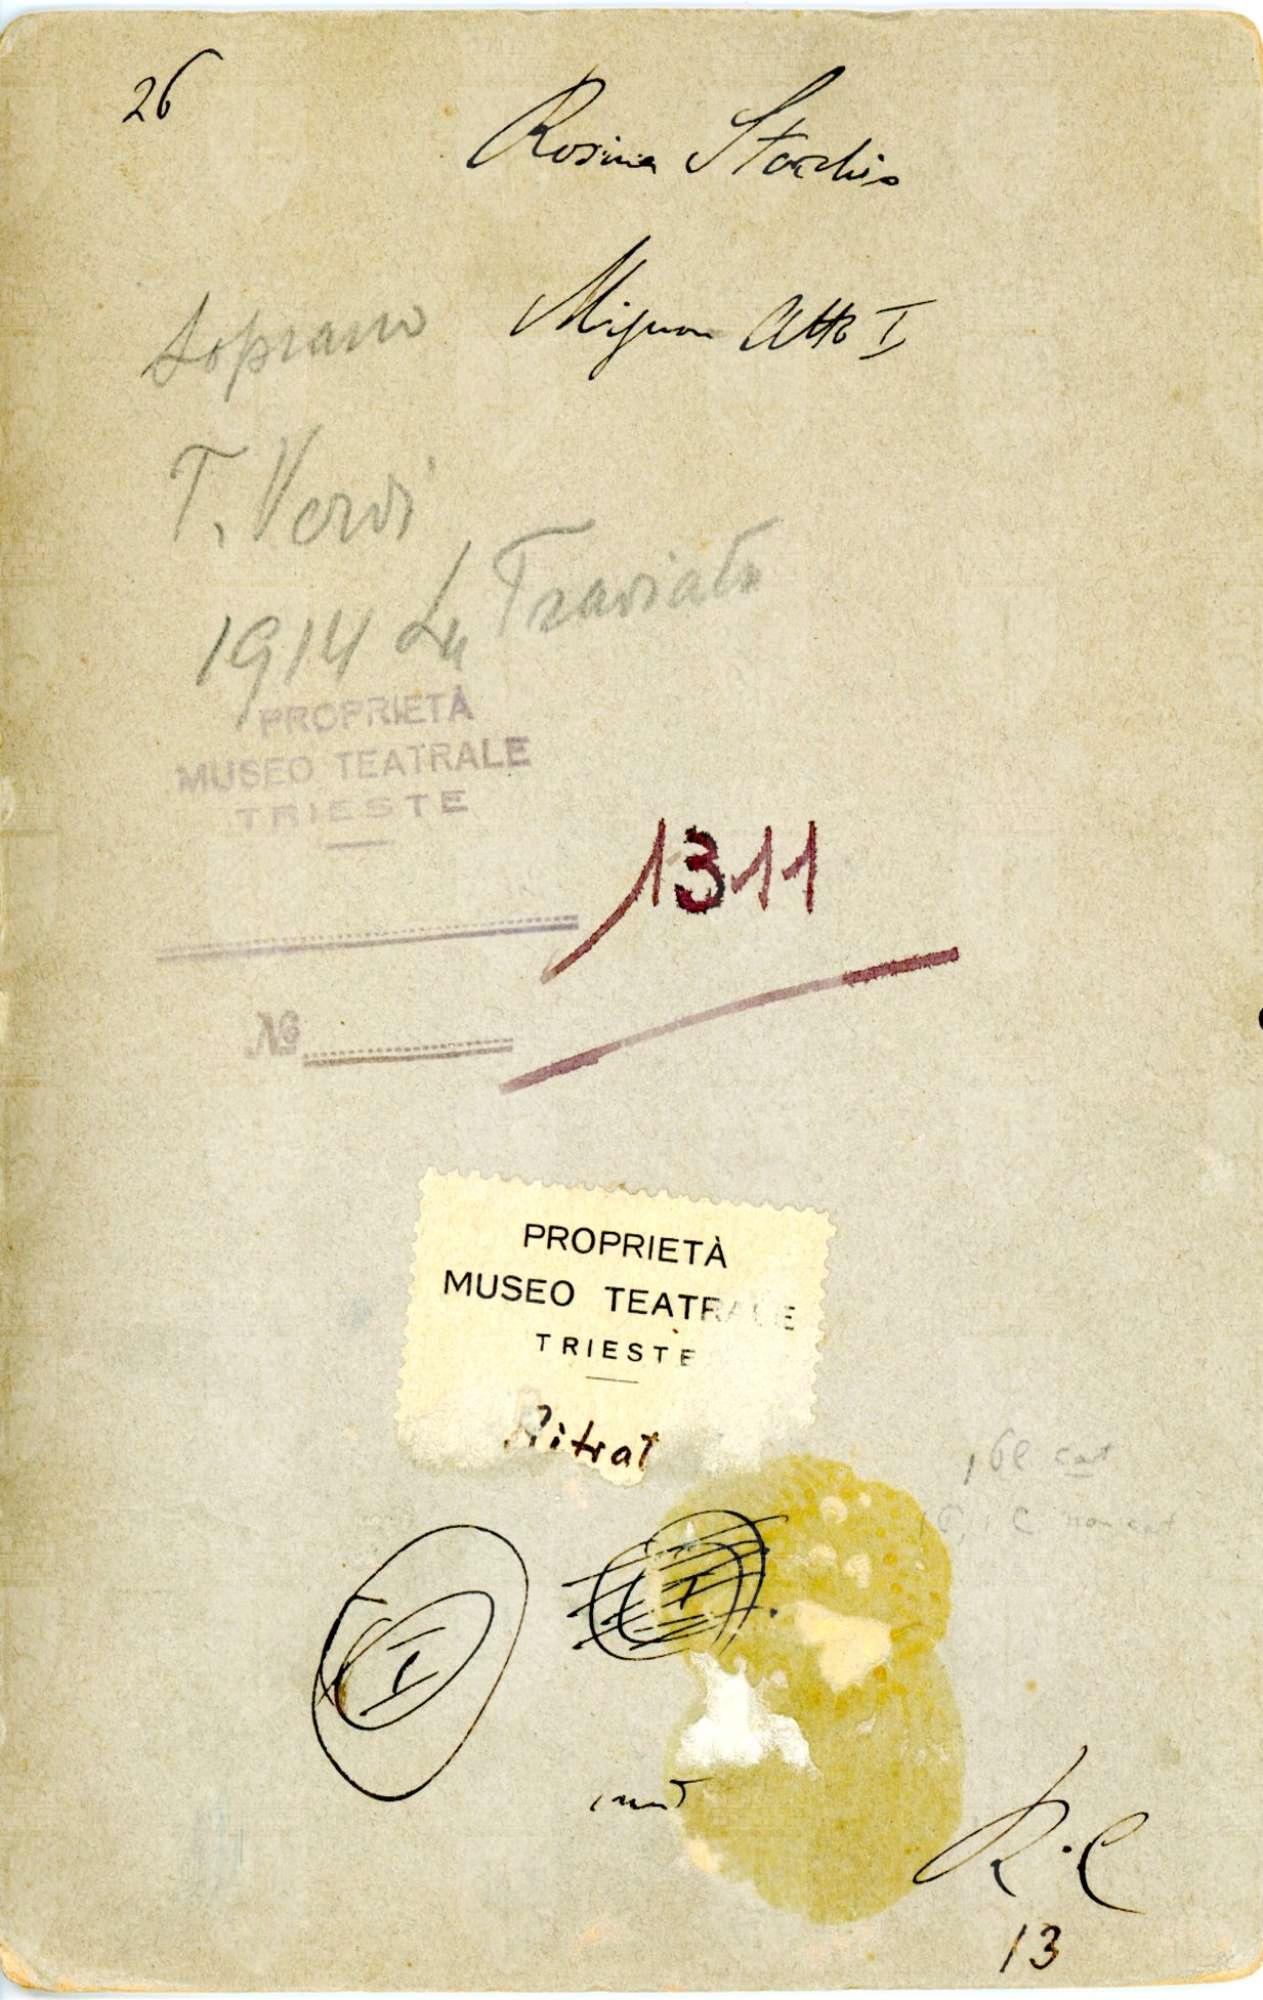 26
Rosina Storchio
Mignon Atto I
Soprano
T. Verdi
1914 La Traviata
PROPRIETÀ
MUSEO TEATRALE
TRIESTE
1311
No
PROPRIETÀ
MUSEO TEATRALE
TRIESTE
Ritrat
I
I
R. C
13